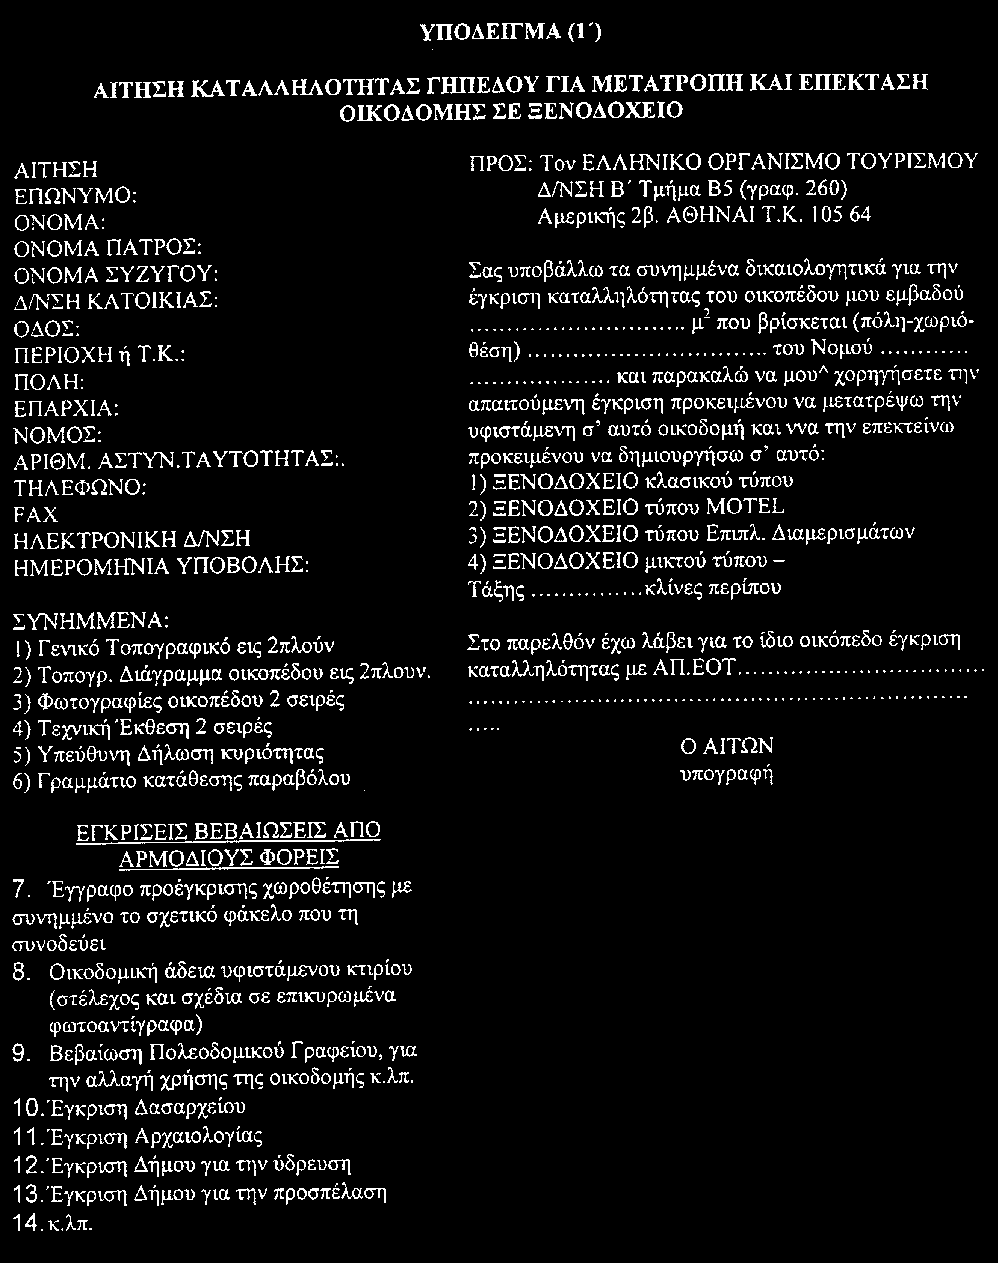 ΥΠΟΔΕΙΓΜΑ (1΄)
ΑΙΤΗΣΗ ΚΑΤΑΛΛΗΛΟΤΗΤΑΣ ΓΗΠΕΔΟΥ ΓΙΑ ΜΕΤΑΤΡΟΠΗ ΚΑΙ ΕΠΕΚΤΑΣΗ
ΟΙΚΟΔΟΜΗΣ ΣΕ ΞΕΝΟΔΟΧΕΙΟ
ΑΙΤΗΣΗ
ΕΠΩΝΥΜΟ:
ΟΝΟΜΑ:
ΟΝΟΜΑ ΠΑΤΡΟΣ:
ΟΝΟΜΑ ΣΥΖΥΓΟΥ:
Δ/ΝΣΗ ΚΑΤΟΙΚΙΑΣ:
ΟΔΟΣ:
ΠΕΡΙΟΧΗ ή Τ.Κ.:
ΠΟΛΗ:
ΕΠΑΡΧΙΑ:
ΝΟΜΟΣ:
ΑΡΙΘΜ. ΑΣΤΥΝ.ΤΑΥΤΟΤΗΤΑΣ:.
ΤΗΛΕΦΩΝΟ:
FAX
ΗΛΕΚΤΡΟΝΙΚΗ Δ/ΝΣΗ
ΗΜΕΡΟΜΗΝΙΑ ΥΠΟΒΟΛΗΣ:
ΣΥΝΗΜΜΕΝΑ:
1) Γενικό Τοπογραφικό εις 2πλούν
2) Τοπογρ. Διάγραμμα οικοπέδου εις 2πλουν.
3) Φωτογραφίες οικοπέδου 2 σειρές
4) Τεχνική Έκθεση 2 σειρές
5) Υπεύθυνη Δήλωση κυριότητας
6) Γραμμάτιο κατάθεσης παραβόλου
ΕΓΚΡΙΣΕΙΣ ΒΕΒΑΙΩΣΕΙΣ ΑΠΟ
ΑΡΜΟΔΙΟΥΣ ΦΟΡΕΙΣ
7. Έγγραφο προέγκρισης χωροθέτησης με
συνημμένο το σχετικό φάκελο που τη
συνοδεύει
8. Οικοδομική άδεια υφιστάμενου κτιρίου
(στέλεχος και σχέδια σε επικυρωμένα
φωτοαντίγραφα)
9. Βεβαίωση Πολεοδομικού Γραφείου, για
την αλλαγή χρήσης της οικοδομής κ.λπ.
10. Έγκριση Δασαρχείου
11. Έγκριση Αρχαιολογίας
12. Έγκριση Δήμου για την ύδρευση
13. Έγκριση Δήμου για την προσπέλαση
14. κ.λπ.
ΠΡΟΣ: Τον ΕΛΛΗΝΙΚΟ ΟΡΓΑΝΙΣΜΟ ΤΟΥΡΙΣΜΟΥ
Δ/ΝΣΗ Β΄ Τμήμα Β5 (γραφ. 260)
Αμερικής 2β. ΑΘΗΝΑΙ Τ.Κ. 105 64
Σας υποβάλλω τα συνημμένα δικαιολογητικά για την
έγκριση καταλληλότητας του οικοπέδου μου εμβαδού
.............................. μ² που βρίσκεται (πόλη-χωριό-
θέση) ................................. του Νομού ............
................... και παρακαλώ να μου^ χορηγήσετε την
απαιτούμενη έγκριση προκειμένου να μετατρέψω την
υφιστάμενη σ' αυτό οικοδομή και ννα την επεκτείνω
προκειμένου να δημιουργήσω σ' αυτό:
1) ΞΕΝΟΔΟΧΕΙΟ κλασικού τύπου
2) ΞΕΝΟΔΟΧΕΙΟ τύπου MOTEL
3) ΞΕΝΟΔΟΧΕΙΟ τύπου Επιπλ. Διαμερισμάτων
4) ΞΕΝΟΔΟΧΕΙΟ μικτού τύπου –
Τάξης ................κλίνες περίπου
Στο παρελθόν έχω λάβει για το ίδιο οικόπεδο έγκριση
καταλληλότητας με ΑΠ.ΕΟΤ...................................
......................................................................
.....
Ο ΑΙΤΩΝ
υπογραφή